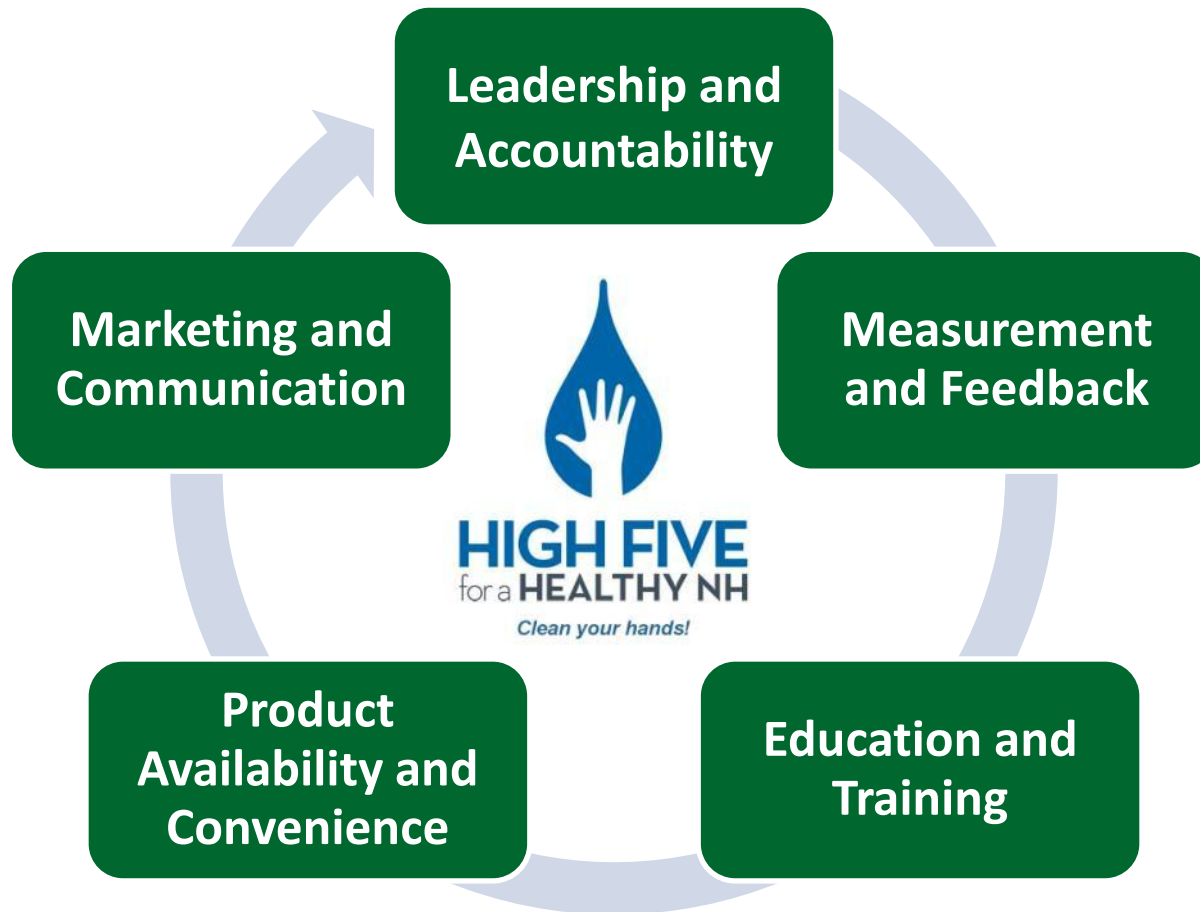 Leadership and
Accountability
Measurement
and Feedback
Education and
Training
Product
Availability and
Convenience
Marketing and
Communication
HIGH FIVE
for a HEALTHY NH
Clean your hands!